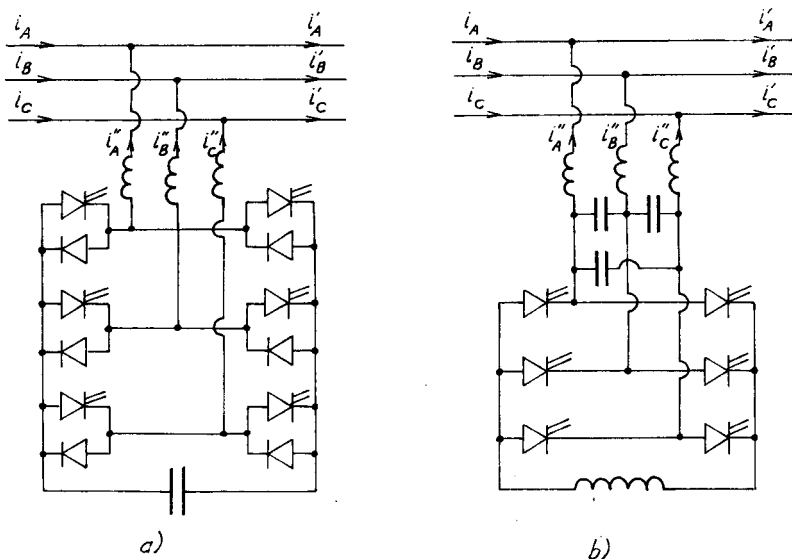 i_A i'_A
i_B i'_B
i_C i'_C
i''_A i''_B i''_C
a)
i_A i'_A
i_B i'_B
i_C i'_C
i''_A i''_B i''_C
b)